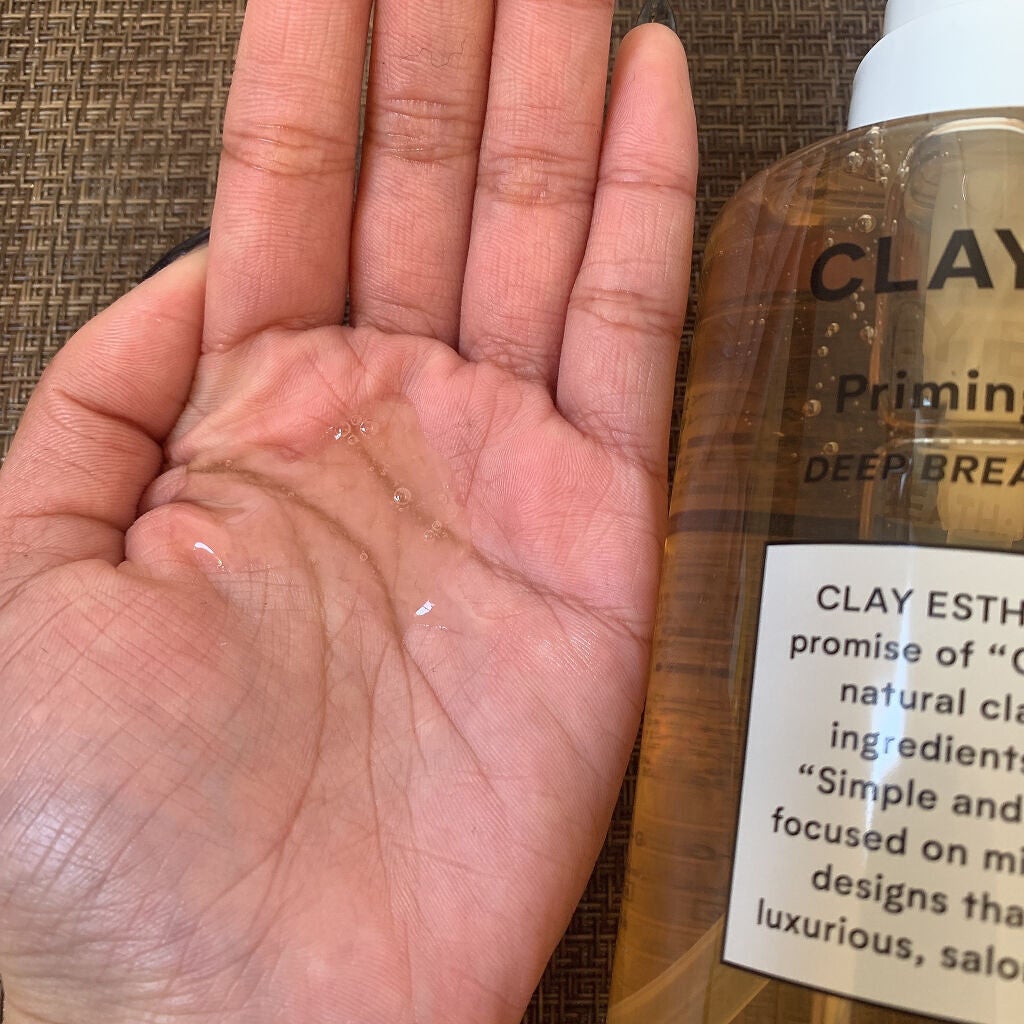 CLAY
Priming
DEEP BREA
CLAY ESTH
promise of “C
natural cla
ingredients
“Simple and
focused on mi
designs tha
luxurious, salo